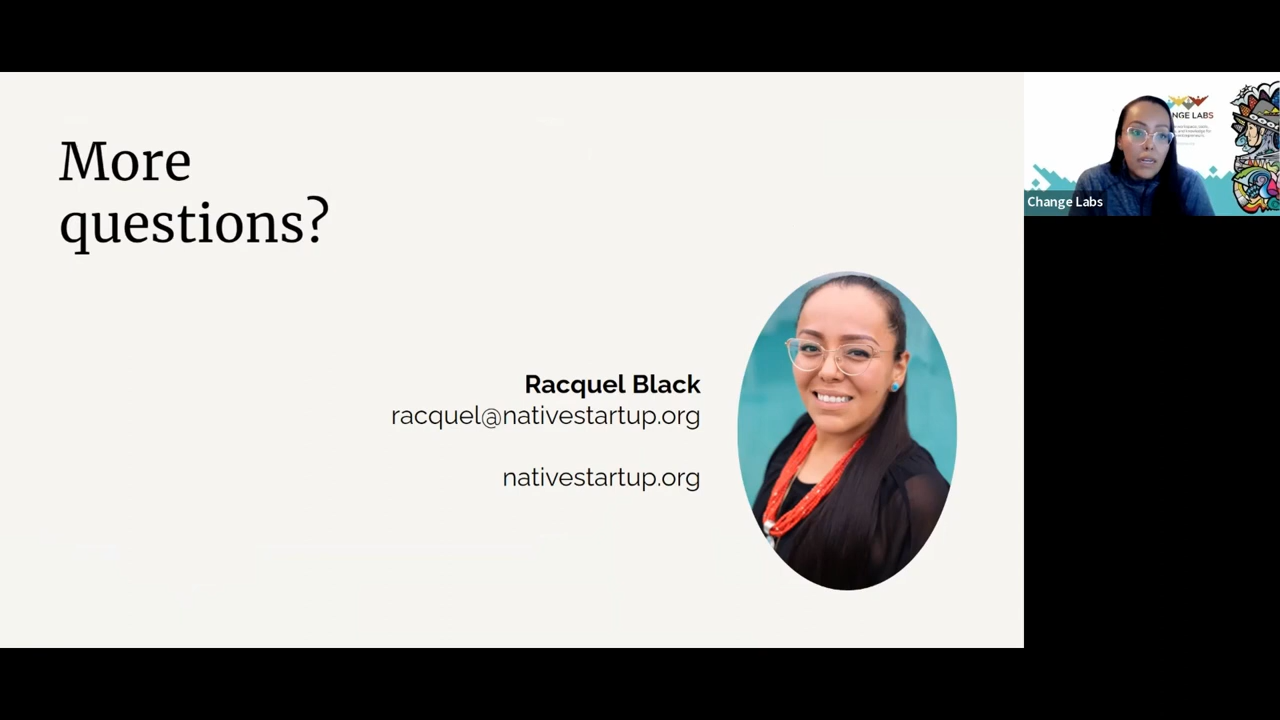 More
questions?
Racquel Black
racquel@nativestartup.org
nativestartup.org
NGE LABS
Change Labs